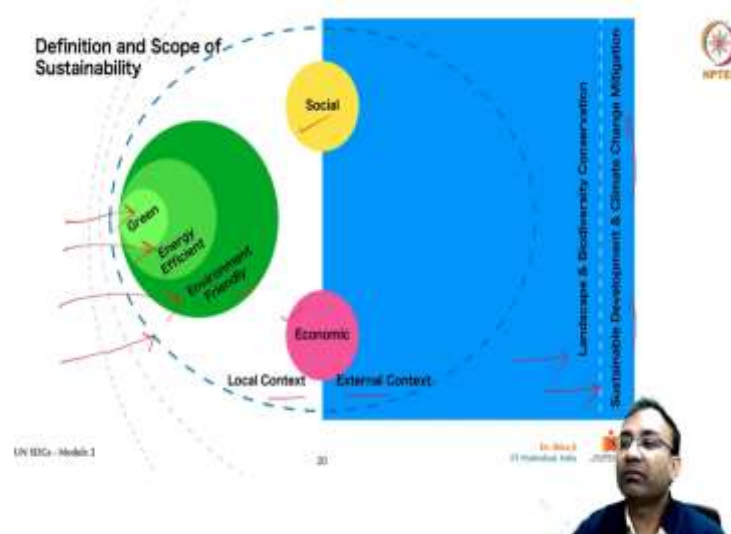 Definition and Scope of
Sustainability
NPTEL
Social
Green
Energy
Efficient
Environment
Friendly
Economic
Local Context
External Context
Landscape & Biodiversity Conservation
Sustainable Development & Climate Change Mitigation
UN SDGs - Module 2
20